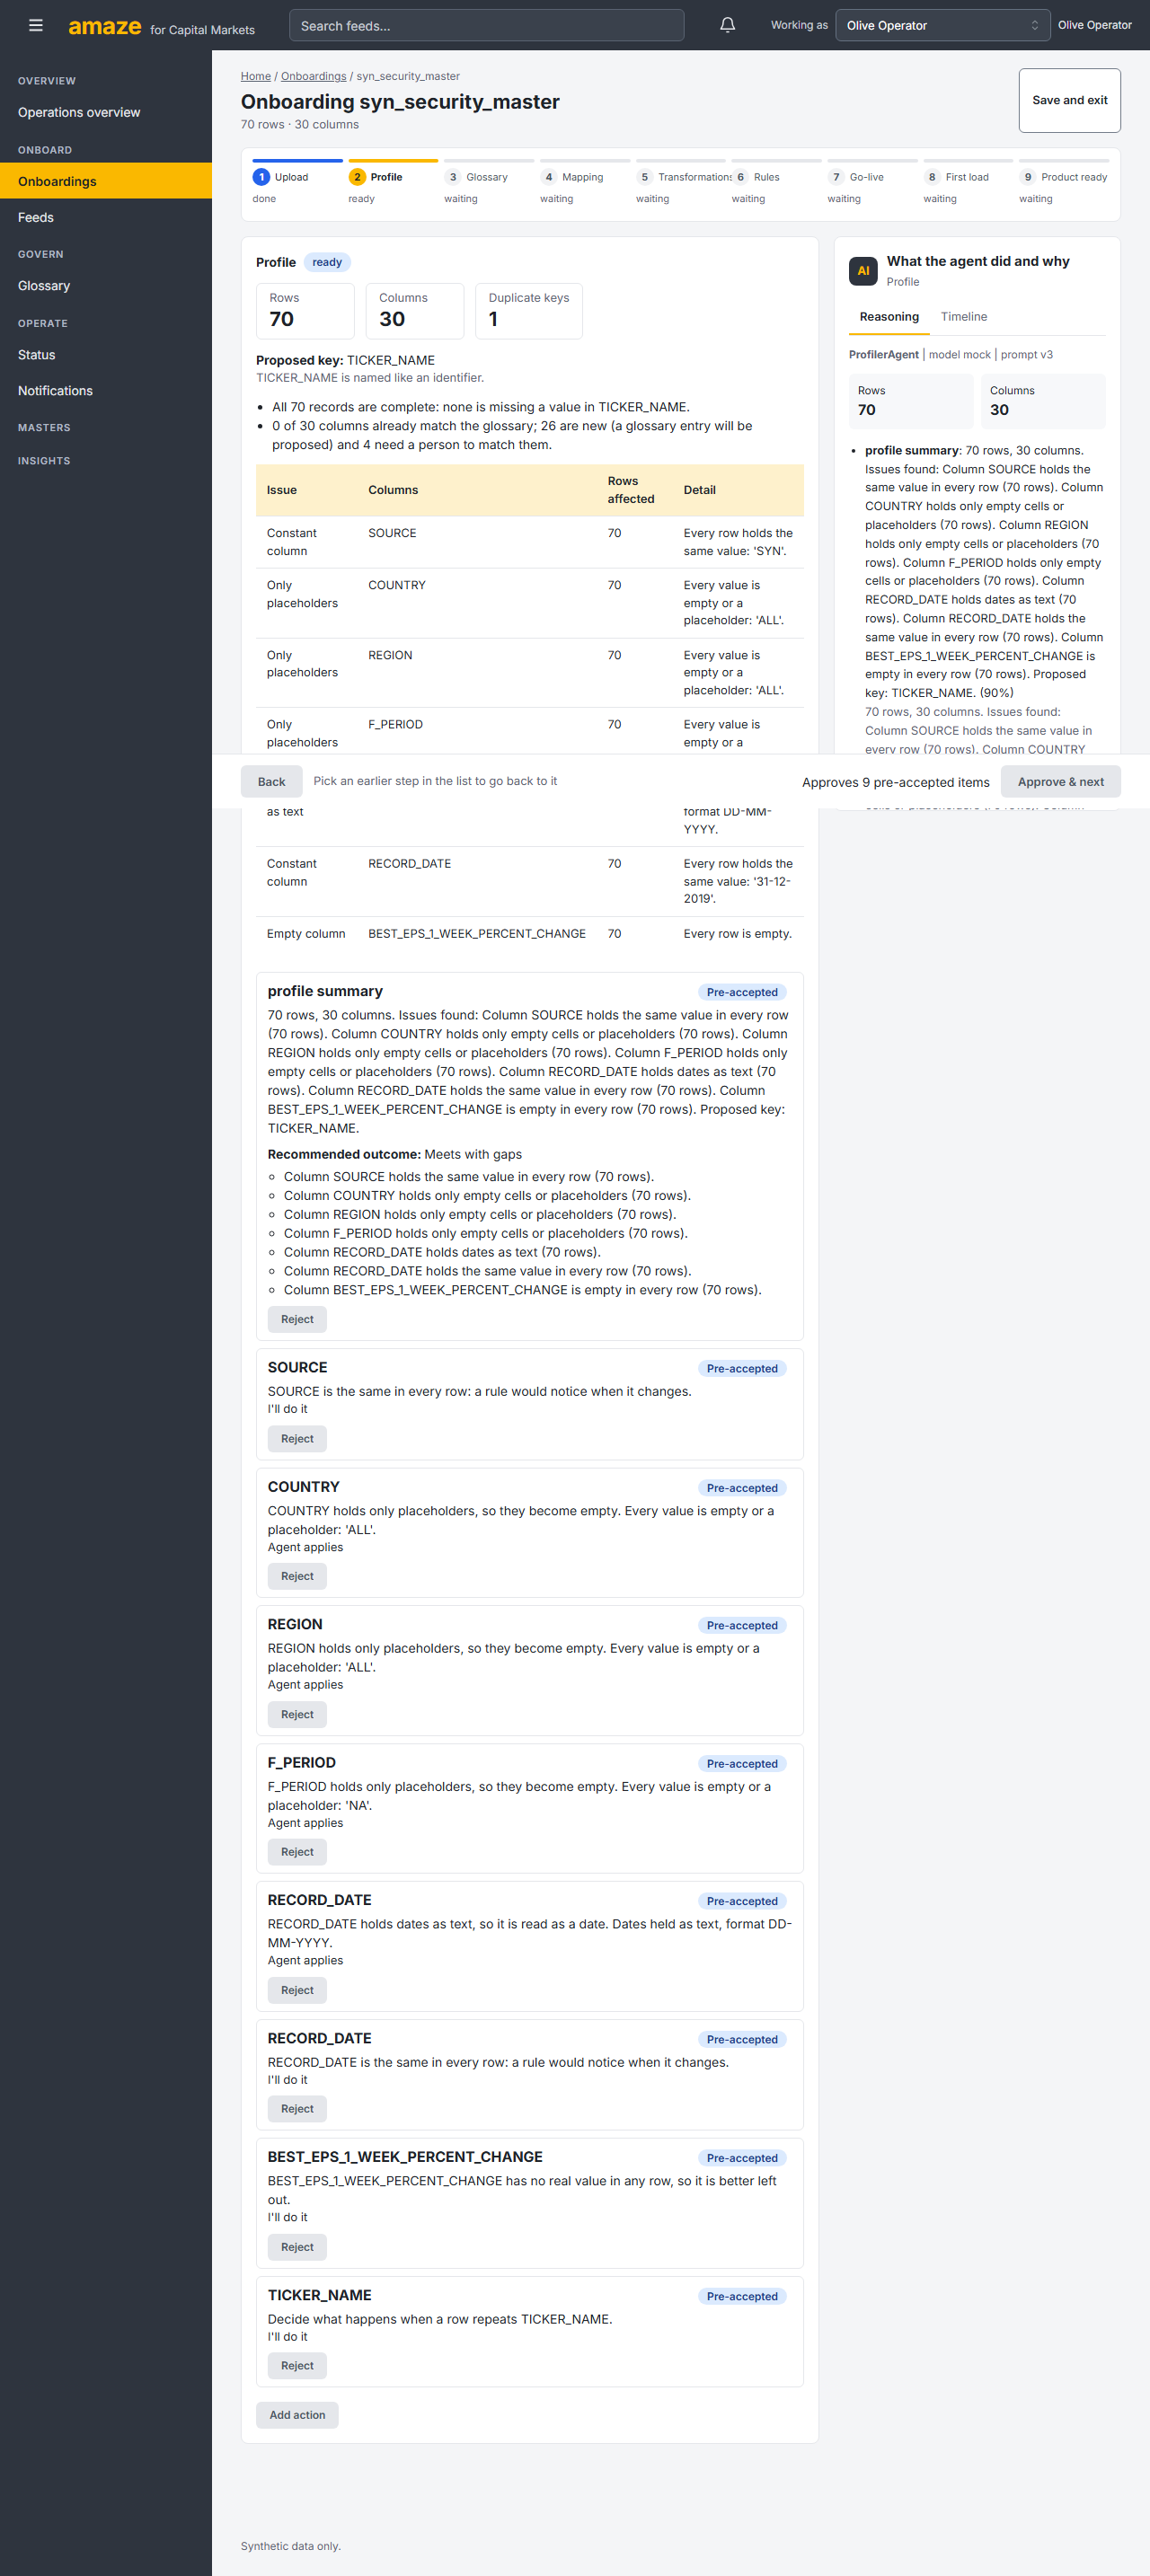 amaze for Capital Markets
Search feeds...
Working as
Olive Operator
Olive Operator
OVERVIEW
Operations overview
ONBOARD
Onboardings
Feeds
GOVERN
Glossary
OPERATE
Status
Notifications
MASTERS
INSIGHTS
Home / Onboardings / syn_security_master
Onboarding syn_security_master
70 rows · 30 columns
Save and exit
1 Upload
done
2 Profile
ready
3 Glossary
waiting
4 Mapping
waiting
5 Transformations
waiting
6 Rules
waiting
7 Go-live
waiting
8 First load
waiting
9 Product ready
waiting
Profile ready
Rows
70
Columns
30
Duplicate keys
1
Proposed key: TICKER_NAME
TICKER_NAME is named like an identifier.
• All 70 records are complete: none is missing a value in TICKER_NAME.
• 0 of 30 columns already match the glossary; 26 are new (a glossary entry will be
proposed) and 4 need a person to match them.
Issue Columns Rows affected Detail
Constant column SOURCE 70 Every row holds the same value: 'SYN'.
Only placeholders COUNTRY 70 Every value is empty or a placeholder: 'ALL'.
Only placeholders REGION 70 Every value is empty or a placeholder: 'ALL'.
Only placeholders F_PERIOD 70 Every value is empty or a
Back
Pick an earlier step in the list to go back to it
Approves 9 pre-accepted items
Approve & next
as text format DD-MM-YYYY.
Constant column RECORD_DATE 70 Every row holds the same value: '31-12-2019'.
Empty column BEST_EPS_1_WEEK_PERCENT_CHANGE 70 Every row is empty.
profile summary Pre-accepted
70 rows, 30 columns. Issues found: Column SOURCE holds the same value in every row
(70 rows). Column COUNTRY holds only empty cells or placeholders (70 rows). Column
REGION holds only empty cells or placeholders (70 rows). Column F_PERIOD holds only
empty cells or placeholders (70 rows). Column RECORD_DATE holds dates as text (70
rows). Column RECORD_DATE holds the same value in every row (70 rows). Column
BEST_EPS_1_WEEK_PERCENT_CHANGE is empty in every row (70 rows). Proposed key:
TICKER_NAME.
Recommended outcome: Meets with gaps
Column SOURCE holds the same value in every row (70 rows).
Column COUNTRY holds only empty cells or placeholders (70 rows).
Column REGION holds only empty cells or placeholders (70 rows).
Column F_PERIOD holds only empty cells or placeholders (70 rows).
Column RECORD_DATE holds dates as text (70 rows).
Column RECORD_DATE holds the same value in every row (70 rows).
Column BEST_EPS_1_WEEK_PERCENT_CHANGE is empty in every row (70 rows).
Reject
SOURCE Pre-accepted
SOURCE is the same in every row: a rule would notice when it changes.
I'll do it
Reject
COUNTRY Pre-accepted
COUNTRY holds only placeholders, so they become empty. Every value is empty or a
placeholder: 'ALL'.
Agent applies
Reject
REGION Pre-accepted
REGION holds only placeholders, so they become empty. Every value is empty or a
placeholder: 'ALL'.
Agent applies
Reject
F_PERIOD Pre-accepted
F_PERIOD holds only placeholders, so they become empty. Every value is empty or a
placeholder: 'NA'.
Agent applies
Reject
RECORD_DATE Pre-accepted
RECORD_DATE holds dates as text, so it is read as a date. Dates held as text, format DD-
MM-YYYY.
Agent applies
Reject
RECORD_DATE Pre-accepted
RECORD_DATE is the same in every row: a rule would notice when it changes.
I'll do it
Reject
BEST_EPS_1_WEEK_PERCENT_CHANGE Pre-accepted
BEST_EPS_1_WEEK_PERCENT_CHANGE has no real value in any row, so it is better left
out.
I'll do it
Reject
TICKER_NAME Pre-accepted
Decide what happens when a row repeats TICKER_NAME.
I'll do it
Reject
Add action
AI What the agent did and why
Profile
Reasoning Timeline
ProfilerAgent | model mock | prompt v3
Rows
70
Columns
30
• profile summary: 70 rows, 30 columns.
Issues found: Column SOURCE holds the
same value in every row (70 rows). Column
COUNTRY holds only empty cells or
placeholders (70 rows). Column REGION
holds only empty cells or placeholders (70
rows). Column F_PERIOD holds only empty
cells or placeholders (70 rows). Column
RECORD_DATE holds dates as text (70
rows). Column RECORD_DATE holds the
same value in every row (70 rows). Column
BEST_EPS_1_WEEK_PERCENT_CHANGE is
empty in every row (70 rows). Proposed
key: TICKER_NAME. (90%)
70 rows, 30 columns. Issues found:
Column SOURCE holds the same value in
every row (70 rows). Column COUNTRY
Synthetic data only.